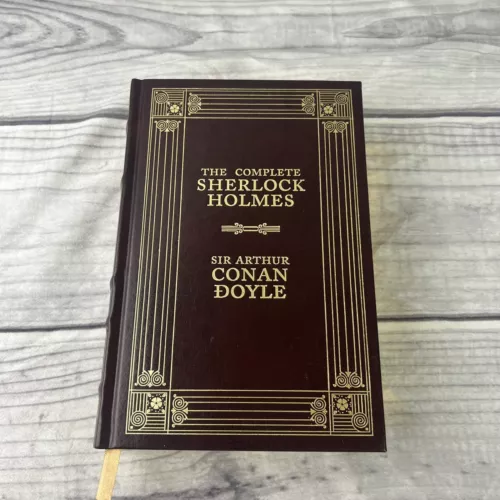 THE COMPLETE
SHERLOCK
HOLMES
SIR ARTHUR
CONAN
DOYLE